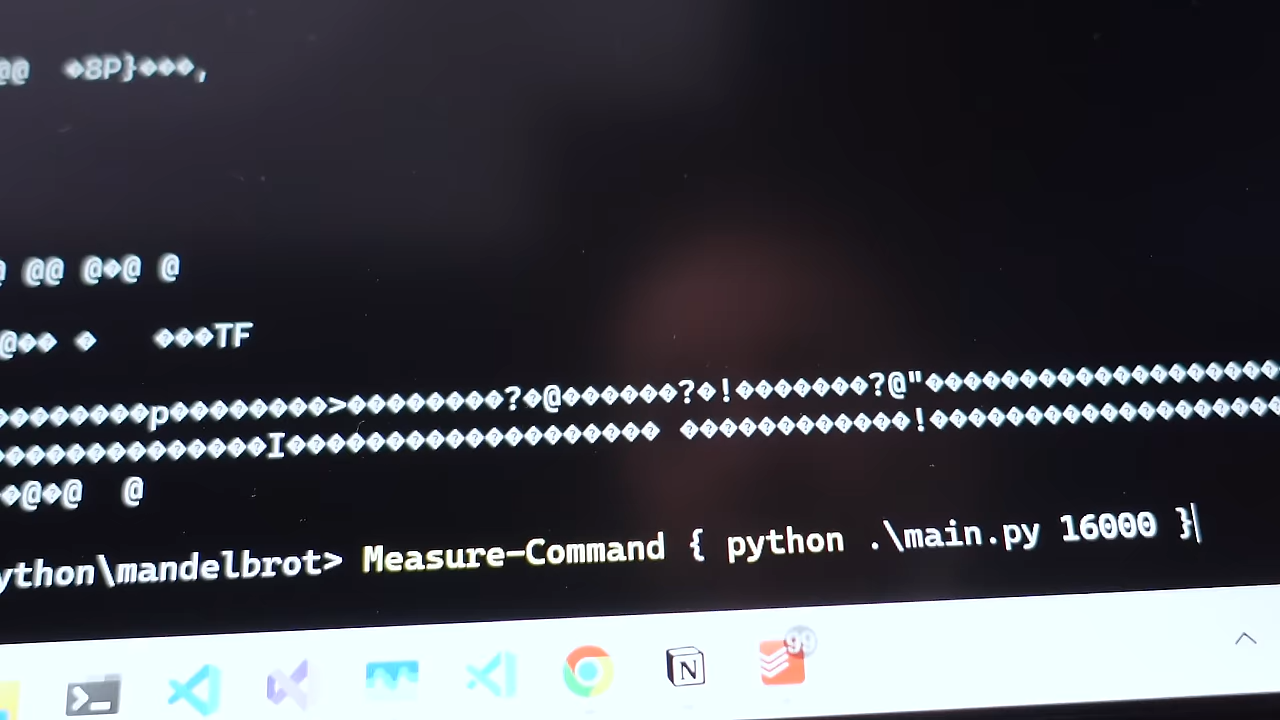 @@  �8P}���,
@ @@ @�@ @
@�� �   ���TF
��������p��������>��������?�@������?�!�������?@"�������������������
��������������I�������������������� ������������!������������������
�@�@  @
ython\mandelbrot> Measure-Command { python .\main.py 16000 }
N
99